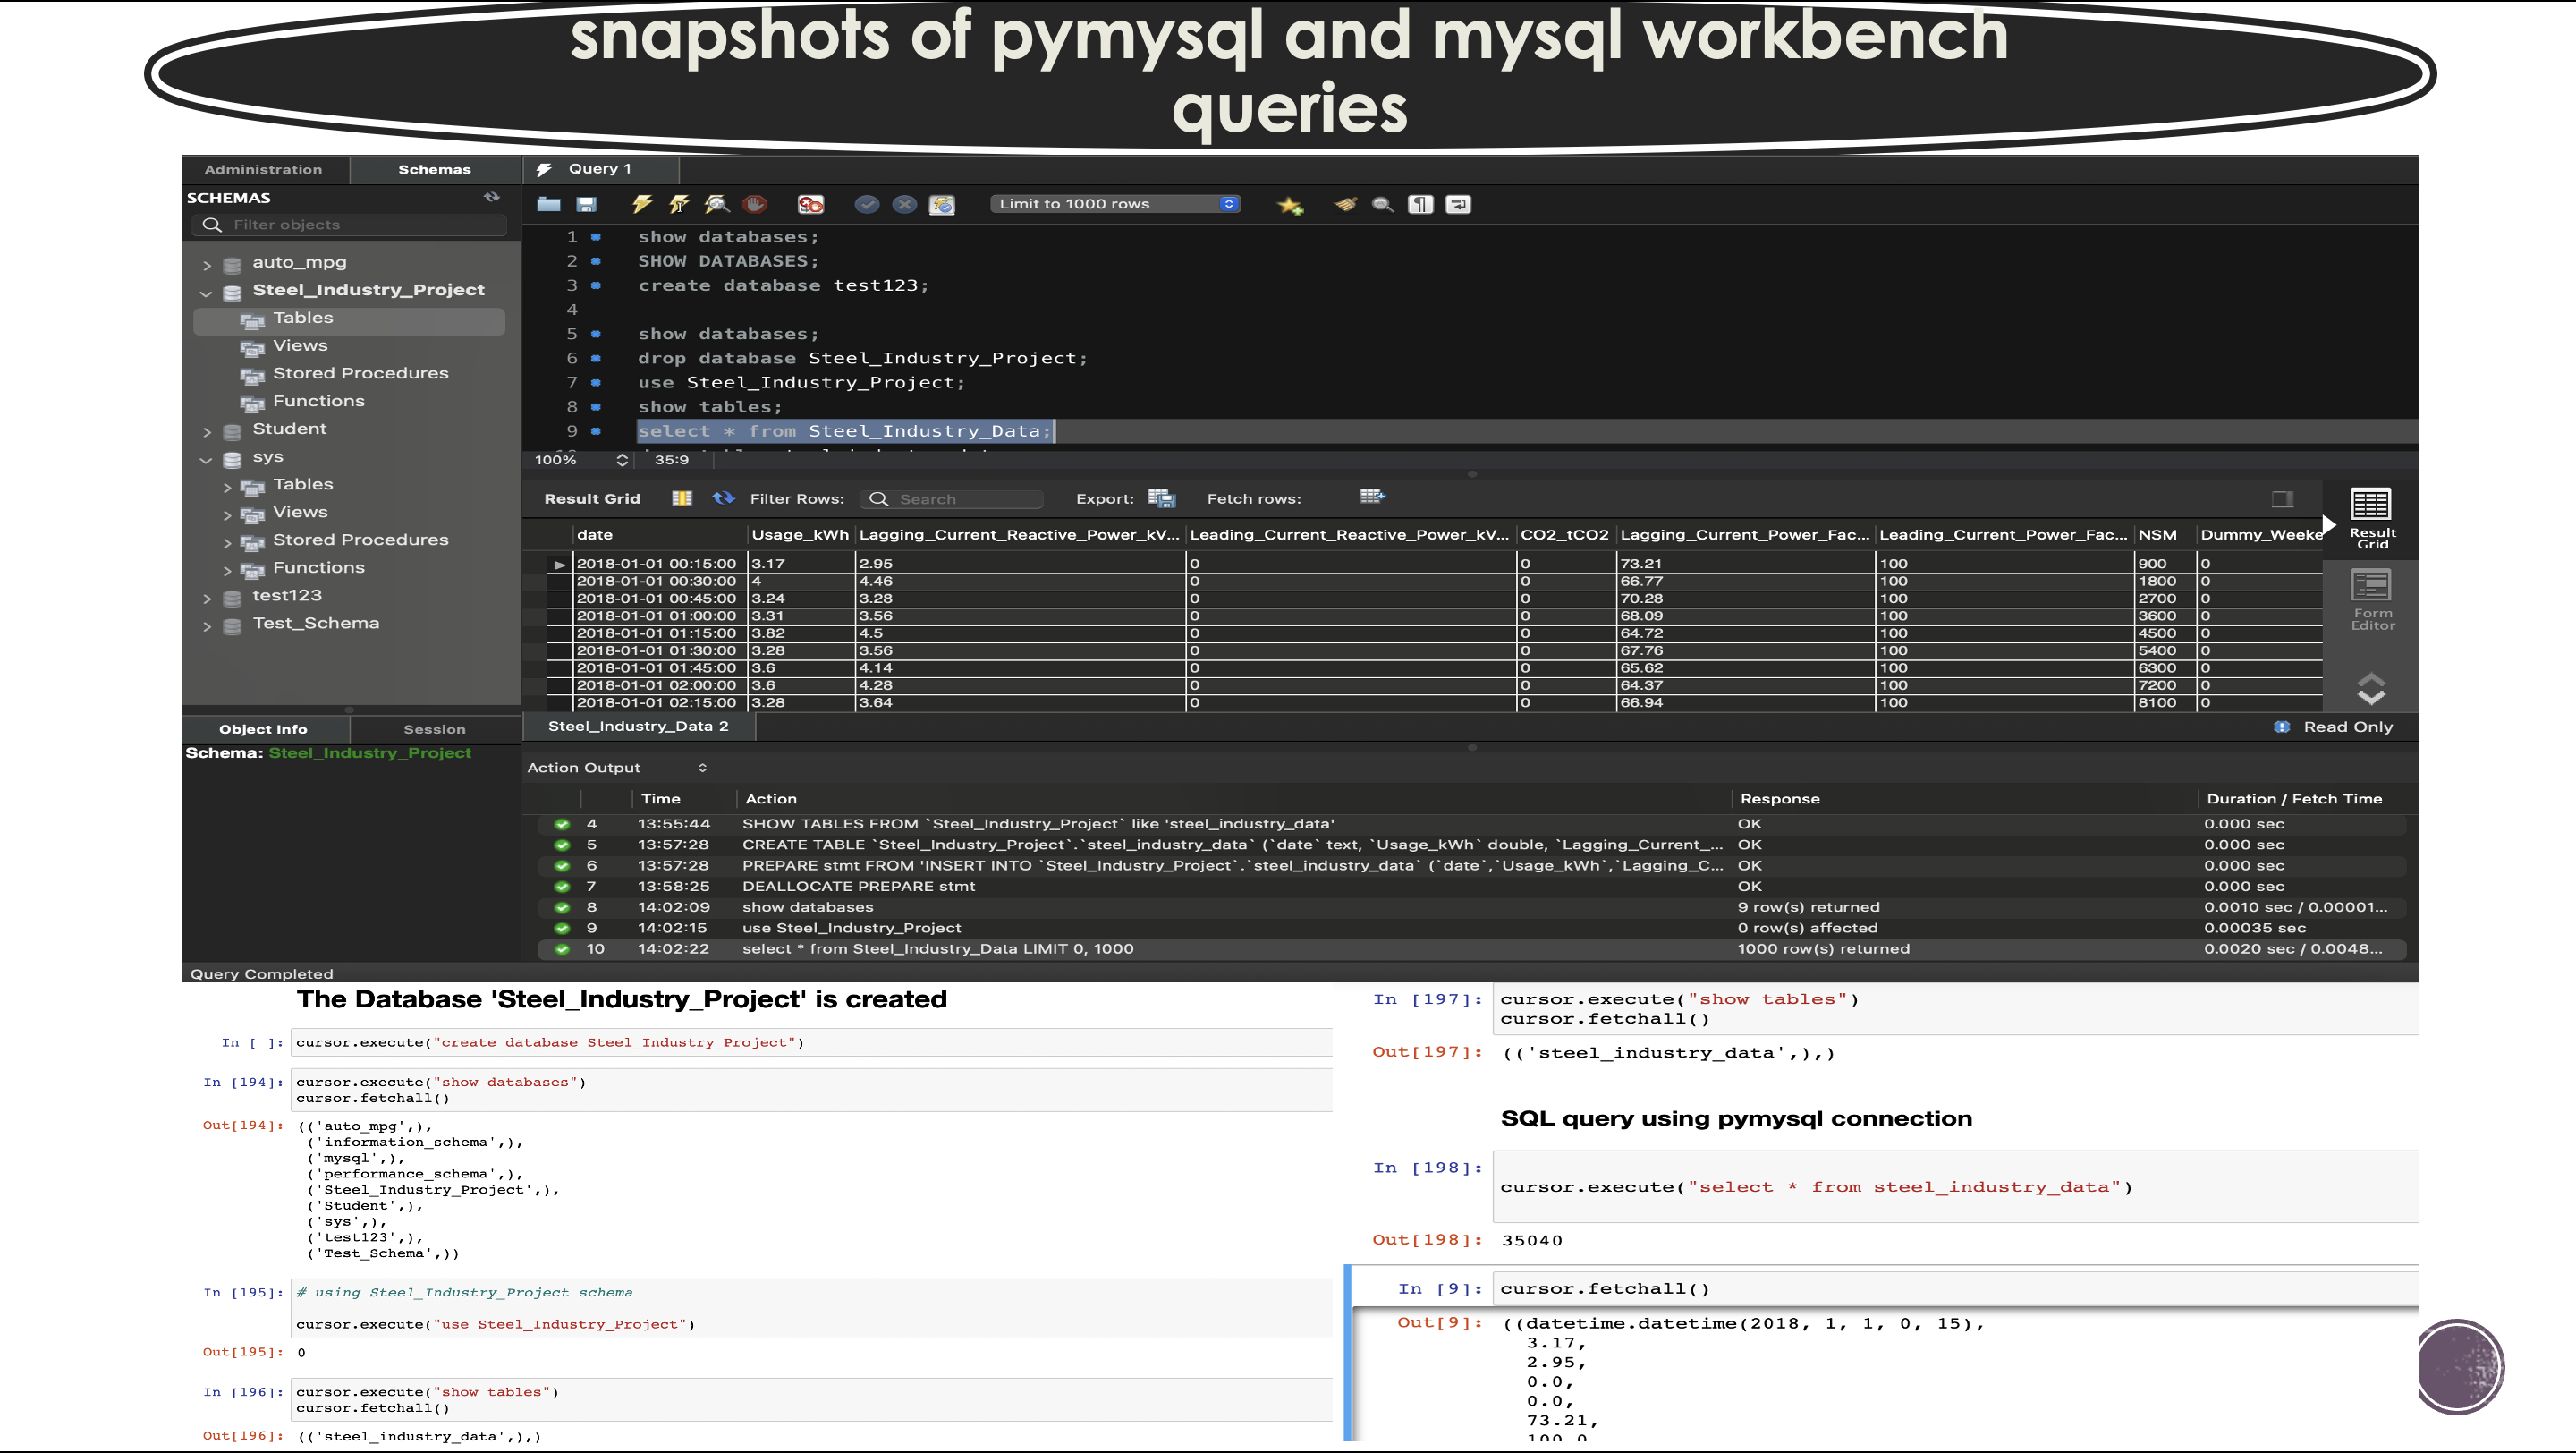 snapshots of pymysql and mysql workbench
queries
Administration Schemas
SCHEMAS
Filter objects
auto_mpg
Steel_Industry_Project
Tables
Views
Stored Procedures
Functions
Student
sys
Tables
Views
Stored Procedures
Functions
test123
Test_Schema
Object Info Session
Schema: Steel_Industry_Project
Query 1
Limit to 1000 rows
1 show databases;
2 SHOW DATABASES;
3 create database test123;
4
5 show databases;
6 drop database Steel_Industry_Project;
7 use Steel_Industry_Project;
8 show tables;
9 select * from Steel_Industry_Data;
100% 35:9
Result Grid Filter Rows: Search Export: Fetch rows:
date Usage_kWh Lagging_Current_Reactive_Power_kV... Leading_Current_Reactive_Power_kV... CO2_tCO2 Lagging_Current_Power_Fac... Leading_Current_Power_Fac... NSM Dummy_Weeke
2018-01-01 00:15:00 3.17 2.95 0 0 73.21 100 900 0
2018-01-01 00:30:00 4 4.46 0 0 66.77 100 1800 0
2018-01-01 00:45:00 3.24 3.28 0 0 70.28 100 2700 0
2018-01-01 01:00:00 3.31 3.56 0 0 68.09 100 3600 0
2018-01-01 01:15:00 3.82 4.5 0 0 64.72 100 4500 0
2018-01-01 01:30:00 3.28 3.56 0 0 67.76 100 5400 0
2018-01-01 01:45:00 3.6 4.14 0 0 65.62 100 6300 0
2018-01-01 02:00:00 3.6 4.28 0 0 64.37 100 7200 0
2018-01-01 02:15:00 3.28 3.64 0 0 66.94 100 8100 0
Result
Grid
Form
Editor
Steel_Industry_Data 2 Read Only
Action Output
Time Action Response Duration / Fetch Time
4 13:55:44 SHOW TABLES FROM `Steel_Industry_Project` like 'steel_industry_data' OK 0.000 sec
5 13:57:28 CREATE TABLE `Steel_Industry_Project`.`steel_industry_data` (`date` text, `Usage_kWh` double, `Lagging_Current_... OK 0.000 sec
6 13:57:28 PREPARE stmt FROM 'INSERT INTO `Steel_Industry_Project`.`steel_industry_data` (`date`,`Usage_kWh`,`Lagging_C... OK 0.000 sec
7 13:58:25 DEALLOCATE PREPARE stmt OK 0.000 sec
8 14:02:09 show databases 9 row(s) returned 0.0010 sec / 0.00001...
9 14:02:15 use Steel_Industry_Project 0 row(s) affected 0.00035 sec
10 14:02:22 select * from Steel_Industry_Data LIMIT 0, 1000 1000 row(s) returned 0.0020 sec / 0.0048...
Query Completed
The Database 'Steel_Industry_Project' is created
In [ ]: cursor.execute("create database Steel_Industry_Project")
In [194]: cursor.execute("show databases")
cursor.fetchall()
Out[194]: (('auto_mpg',),
('information_schema',),
('mysql',),
('performance_schema',),
('Steel_Industry_Project',),
('Student',),
('sys',),
('test123',),
('Test_Schema',))
In [195]: # using Steel_Industry_Project schema
cursor.execute("use Steel_Industry_Project")
Out[195]: 0
In [196]: cursor.execute("show tables")
cursor.fetchall()
Out[196]: (('steel_industry_data',),)
In [197]: cursor.execute("show tables")
cursor.fetchall()
Out[197]: (('steel_industry_data',),)
SQL query using pymysql connection
In [198]:
cursor.execute("select * from steel_industry_data")
Out[198]: 35040
In [9]: cursor.fetchall()
Out[9]: ((datetime.datetime(2018, 1, 1, 0, 15),
3.17,
2.95,
0.0,
0.0,
73.21,